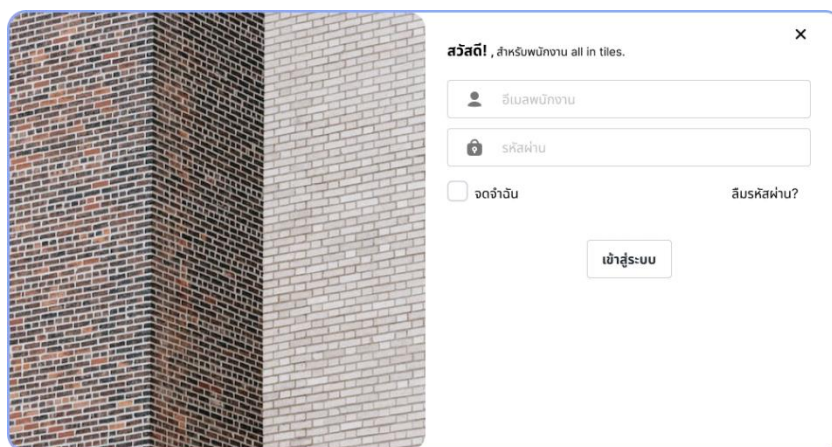 สวัสดี! , สำหรับพนักงาน all in tiles.
อีเมลพนักงาน
รหัสผ่าน
จดจำฉัน
ลืมรหัสผ่าน?
เข้าสู่ระบบ